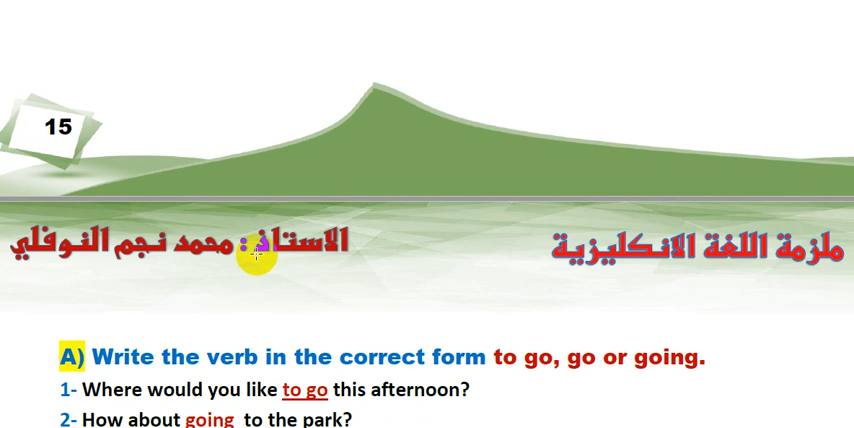 15
ملزمة اللغة الانكليزية
الاستاذ : محمد نجم النوفلي
A) Write the verb in the correct form to go, go or going.
1- Where would you like to go this afternoon?
2- How about going to the park?